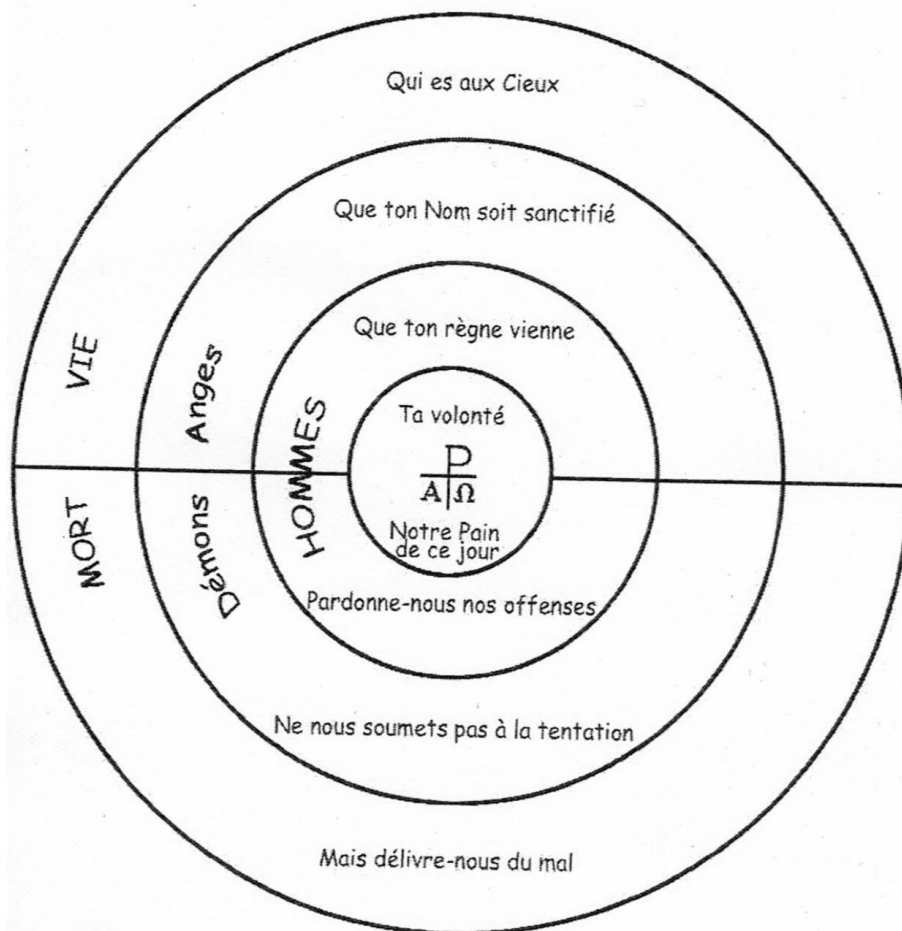 Qui es aux Cieux
Que ton Nom soit sanctifié
Que ton règne vienne
VIE
Anges
HOMMES
Ta volonté
P
Α Ω
Notre Pain
de ce jour
MORT
Démons
Pardonne-nous nos offenses
Ne nous soumets pas à la tentation
Mais délivre-nous du mal